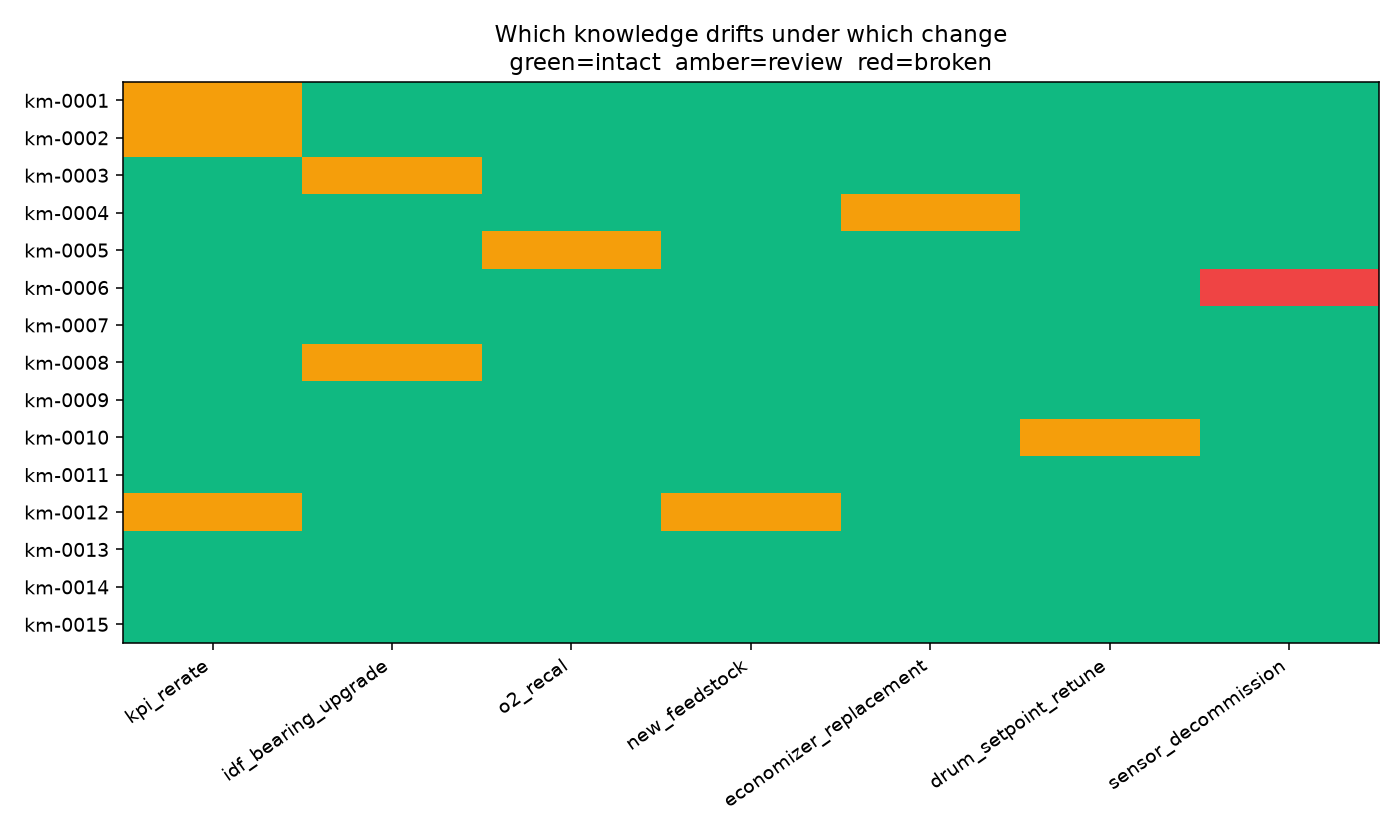 Which knowledge drifts under which change
green=intact  amber=review  red=broken
km-0001
km-0002
km-0003
km-0004
km-0005
km-0006
km-0007
km-0008
km-0009
km-0010
km-0011
km-0012
km-0013
km-0014
km-0015
kpi_rerate
idf_bearing_upgrade
o2_recal
new_feedstock
economizer_replacement
drum_setpoint_retune
sensor_decommission